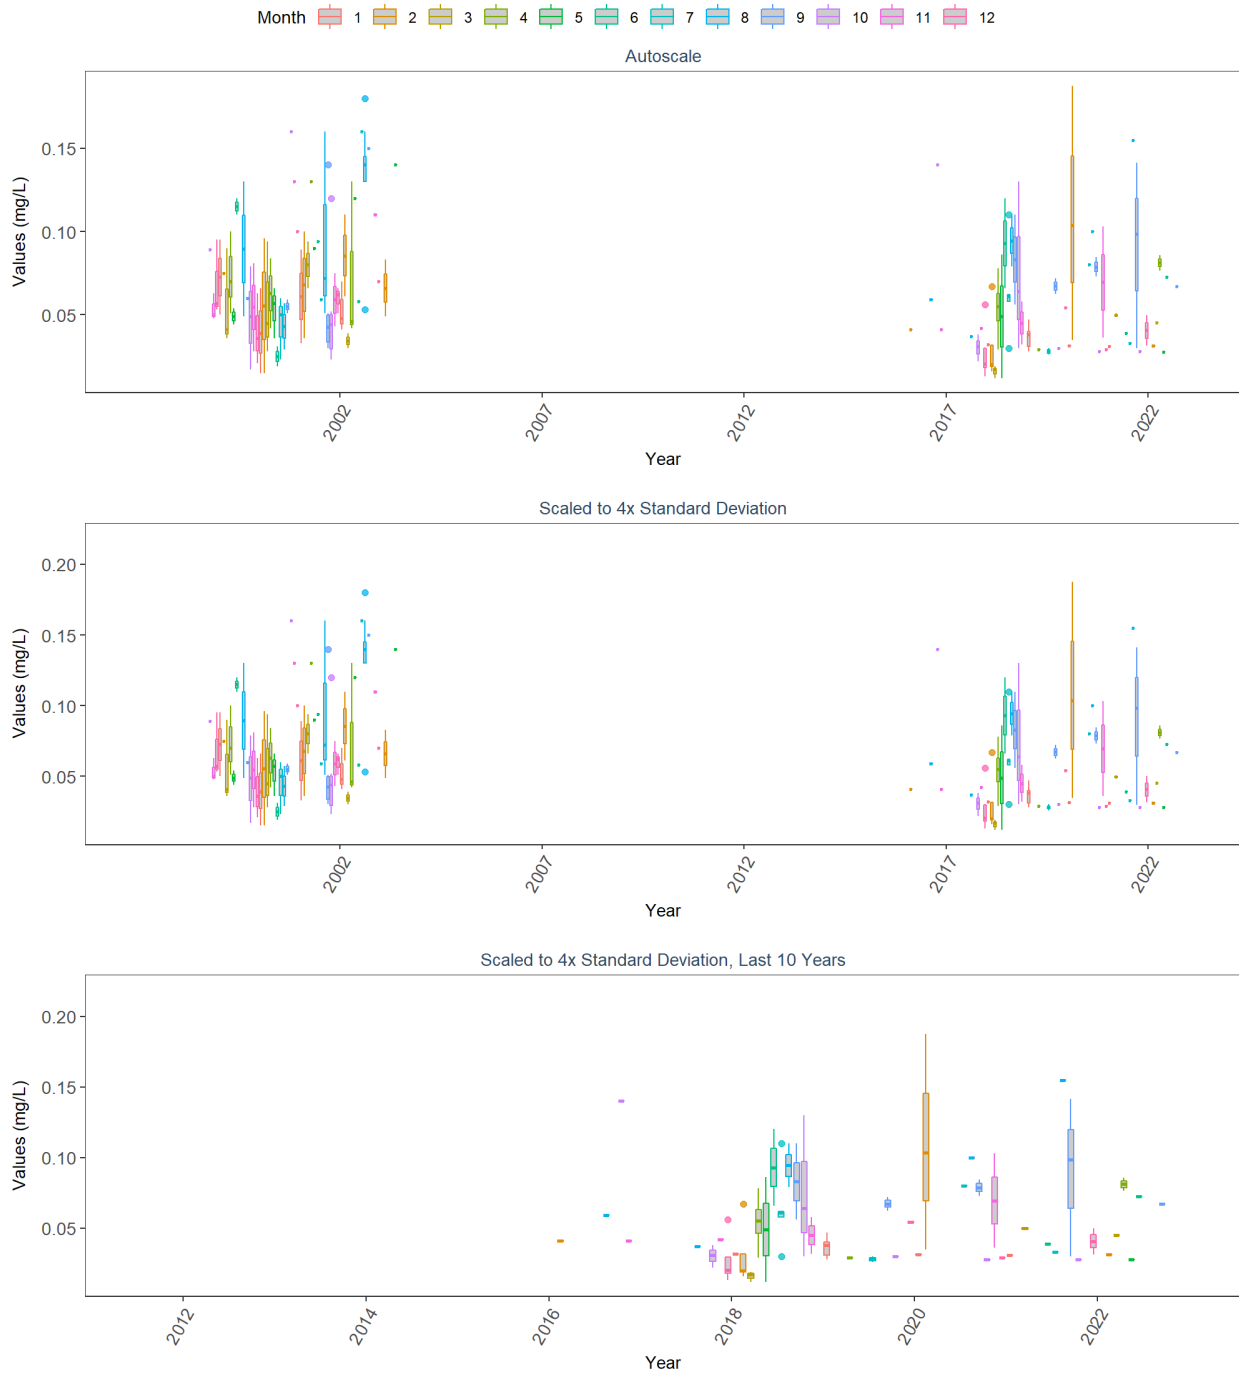 Month 1 2 3 4 5 6 7 8 9 10 11 12
Autoscale
Values (mg/L)
0.15
0.10
0.05
2002 2007 2012 2017 2022
Year
Scaled to 4x Standard Deviation
Values (mg/L)
0.20
0.15
0.10
0.05
2002 2007 2012 2017 2022
Year
Scaled to 4x Standard Deviation, Last 10 Years
Values (mg/L)
0.20
0.15
0.10
0.05
2012 2014 2016 2018 2020 2022
Year